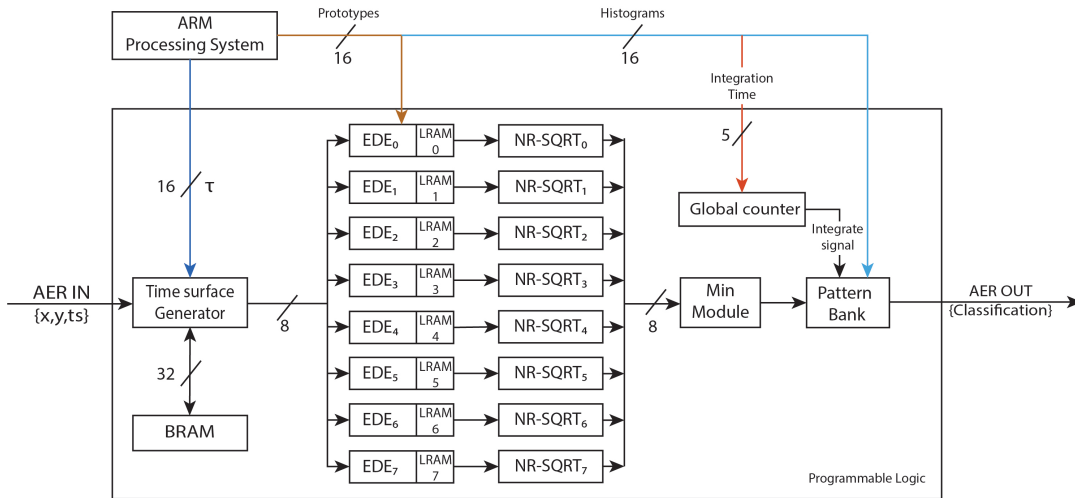 ARM
Processing System
Prototypes
16
Histograms
16
Integration
Time
5
16
τ
EDE₀
LRAM
0
NR-SQRT₀
EDE₁
LRAM
1
NR-SQRT₁
EDE₂
LRAM
2
NR-SQRT₂
EDE₃
LRAM
3
NR-SQRT₃
EDE₄
LRAM
4
NR-SQRT₄
EDE₅
LRAM
5
NR-SQRT₅
EDE₆
LRAM
6
NR-SQRT₆
EDE₇
LRAM
7
NR-SQRT₇
Global counter
Integrate
signal
AER IN
{x,y,ts}
Time surface
Generator
8
8
Min
Module
Pattern
Bank
AER OUT
{Classification}
32
BRAM
Programmable Logic